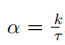 α = k/τ